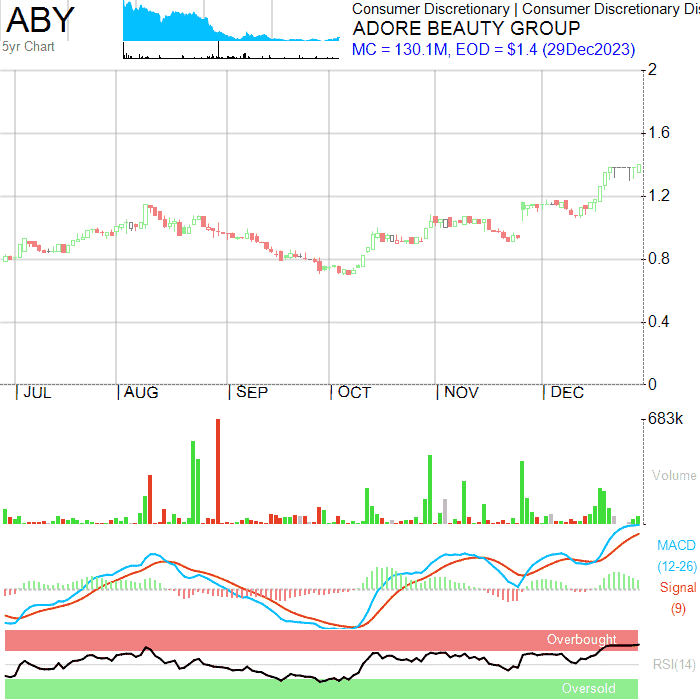 ABY
5yr Chart
Consumer Discretionary | Consumer Discretionary Dis
ADORE BEAUTY GROUP
MC = 130.1M, EOD = $1.4 (29Dec2023)
2
1.6
1.2
0.8
0.4
0
JUL
AUG
SEP
OCT
NOV
DEC
683k
Volume
MACD
(12-26)
Signal
(9)
Overbought
RSI(14)
Oversold